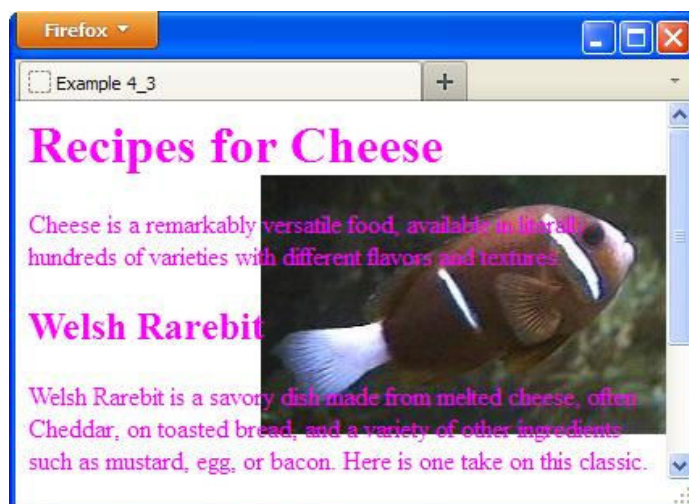 Firefox
Example 4_3
Recipes for Cheese
Cheese is a remarkably versatile food, available in literally
hundreds of varieties with different flavors and textures.
Welsh Rarebit
Welsh Rarebit is a savory dish made from melted cheese, often
Cheddar, on toasted bread, and a variety of other ingredients
such as mustard, egg, or bacon. Here is one take on this classic.